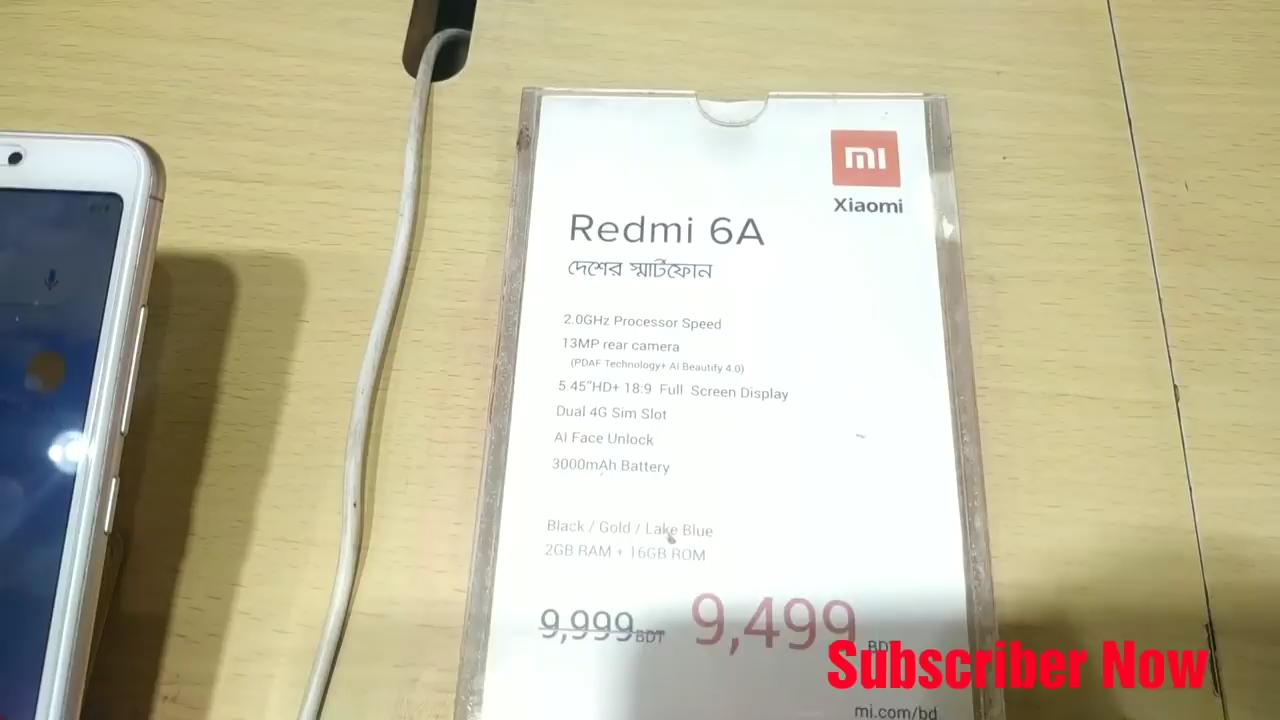 mi
Xiaomi
Redmi 6A
দেশের স্মার্টফোন
2.0GHz Processor Speed
13MP rear camera
(PDAF Technology+ AI Beautify 4.0)
5.45"HD+ 18:9 Full Screen Display
Dual 4G Sim Slot
AI Face Unlock
3000mAh Battery
Black / Gold / Lake Blue
2GB RAM + 16GB ROM
9,999 BDT 9,499 BDT
Subscriber Now
mi.com/bd